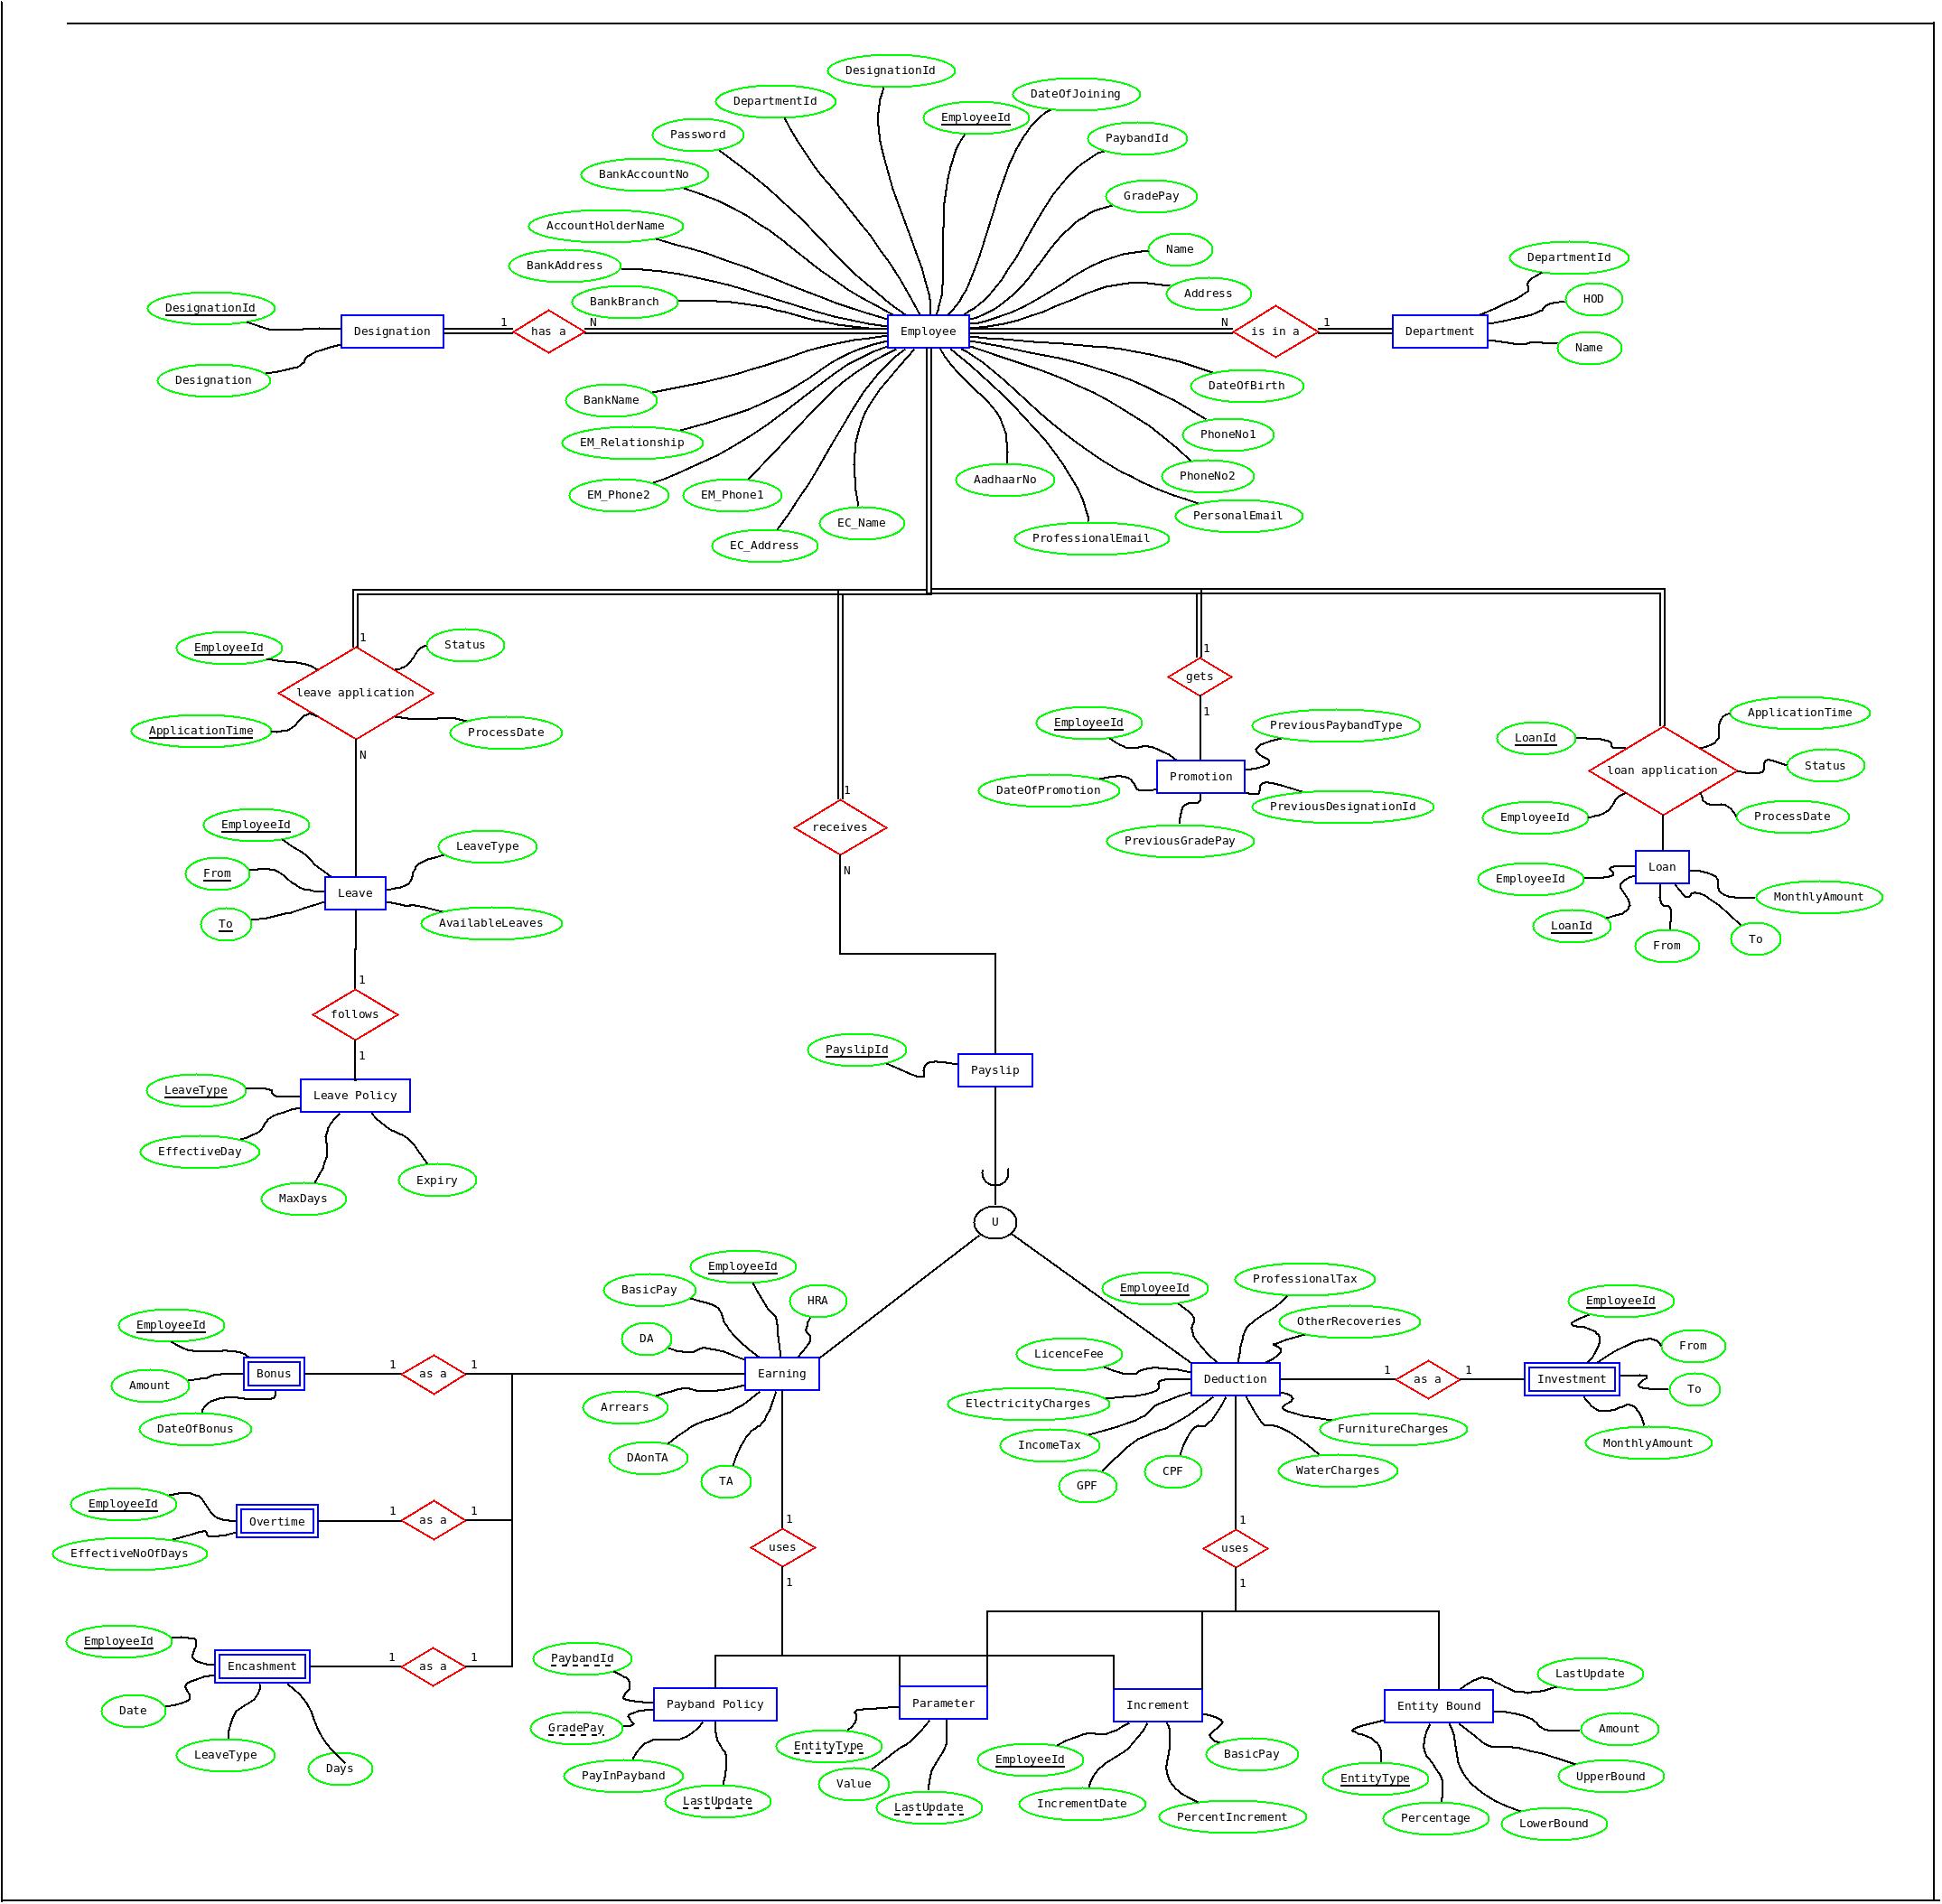 DesignationId
DateOfJoining
DepartmentId
EmployeeId
Password
PaybandId
BankAccountNo
GradePay
AccountHolderName
Name
BankAddress
DepartmentId
Address
BankBranch
HOD
DesignationId
1
N
N
1
Designation
has a
Employee
is in a
Department
Name
Designation
DateOfBirth
BankName
PhoneNo1
EM_Relationship
PhoneNo2
AadhaarNo
EM_Phone2
EM_Phone1
PersonalEmail
EC_Name
ProfessionalEmail
EC_Address
1
EmployeeId
Status
1
gets
leave application
1
ApplicationTime
EmployeeId
PreviousPaybandType
ApplicationTime
ProcessDate
LoanId
N
Status
loan application
Promotion
DateOfPromotion
1
PreviousDesignationId
EmployeeId
ProcessDate
EmployeeId
receives
PreviousGradePay
LeaveType
Loan
From
N
EmployeeId
Leave
MonthlyAmount
To
AvailableLeaves
LoanId
From
To
1
follows
PayslipId
1
Payslip
LeaveType
Leave Policy
EffectiveDay
Expiry
MaxDays
U
EmployeeId
ProfessionalTax
BasicPay
EmployeeId
HRA
EmployeeId
OtherRecoveries
EmployeeId
DA
From
LicenceFee
1
1
1
1
Bonus
as a
Earning
Deduction
as a
Investment
Amount
To
ElectricityCharges
Arrears
DateOfBonus
FurnitureCharges
IncomeTax
MonthlyAmount
DAonTA
CPF
WaterCharges
TA
GPF
EmployeeId
1
1
1
1
Overtime
as a
uses
uses
EffectiveNoOfDays
1
1
EmployeeId
1
1
PaybandId
Encashment
as a
LastUpdate
Payband Policy
Parameter
Increment
Entity Bound
Date
GradePay
Amount
EntityType
LeaveType
BasicPay
EmployeeId
Days
PayInPayband
Value
EntityType
UpperBound
LastUpdate
LastUpdate
IncrementDate
PercentIncrement
Percentage
LowerBound